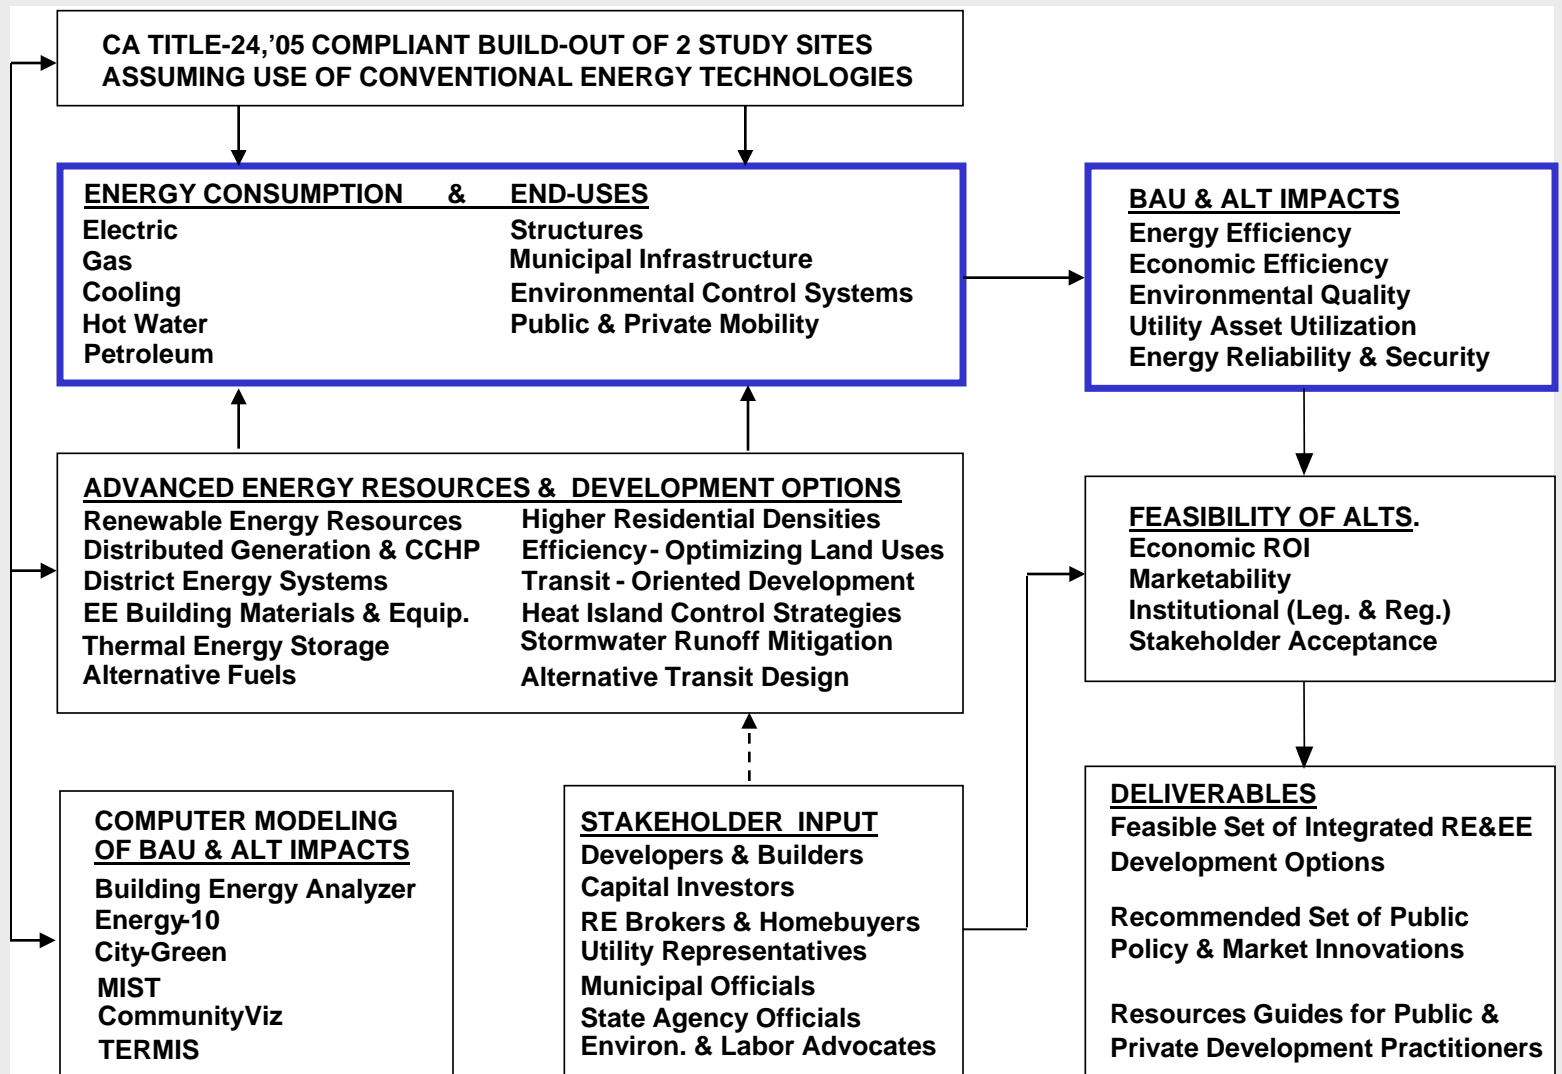 CA TITLE-24,'05 COMPLIANT BUILD-OUT OF 2 STUDY SITES
ASSUMING USE OF CONVENTIONAL ENERGY TECHNOLOGIES
ENERGY CONSUMPTION & END-USES
Electric
Gas
Cooling
Hot Water
Petroleum
Structures
Municipal Infrastructure
Environmental Control Systems
Public & Private Mobility
BAU & ALT IMPACTS
Energy Efficiency
Economic Efficiency
Environmental Quality
Utility Asset Utilization
Energy Reliability & Security
ADVANCED ENERGY RESOURCES & DEVELOPMENT OPTIONS
Renewable Energy Resources
Distributed Generation & CCHP
District Energy Systems
EE Building Materials & Equip.
Thermal Energy Storage
Alternative Fuels
Higher Residential Densities
Efficiency - Optimizing Land Uses
Transit - Oriented Development
Heat Island Control Strategies
Stormwater Runoff Mitigation
Alternative Transit Design
FEASIBILITY OF ALTS.
Economic ROI
Marketability
Institutional (Leg. & Reg.)
Stakeholder Acceptance
COMPUTER MODELING
OF BAU & ALT IMPACTS
Building Energy Analyzer
Energy-10
City-Green
MIST
CommunityViz
TERMIS
STAKEHOLDER INPUT
Developers & Builders
Capital Investors
RE Brokers & Homebuyers
Utility Representatives
Municipal Officials
State Agency Officials
Environ. & Labor Advocates
DELIVERABLES
Feasible Set of Integrated RE&EE
Development Options
Recommended Set of Public
Policy & Market Innovations
Resources Guides for Public &
Private Development Practitioners